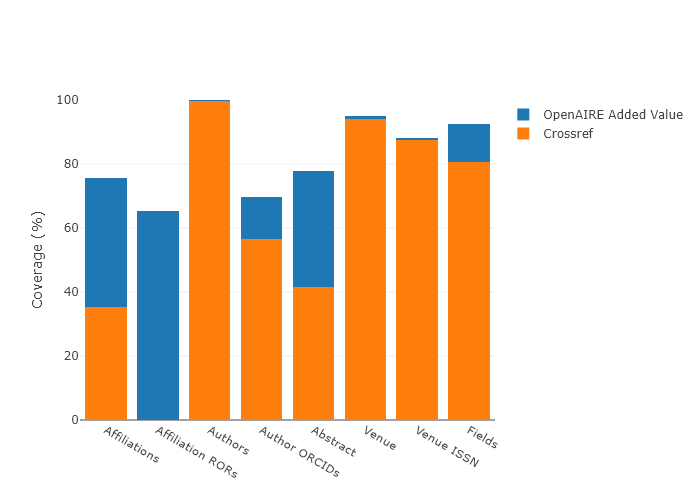 OpenAIRE Added Value
Crossref
Coverage (%)
100
80
60
40
20
0
Affiliations
Affiliation RORs
Authors
Author ORCIDs
Abstract
Venue
Venue ISSN
Fields